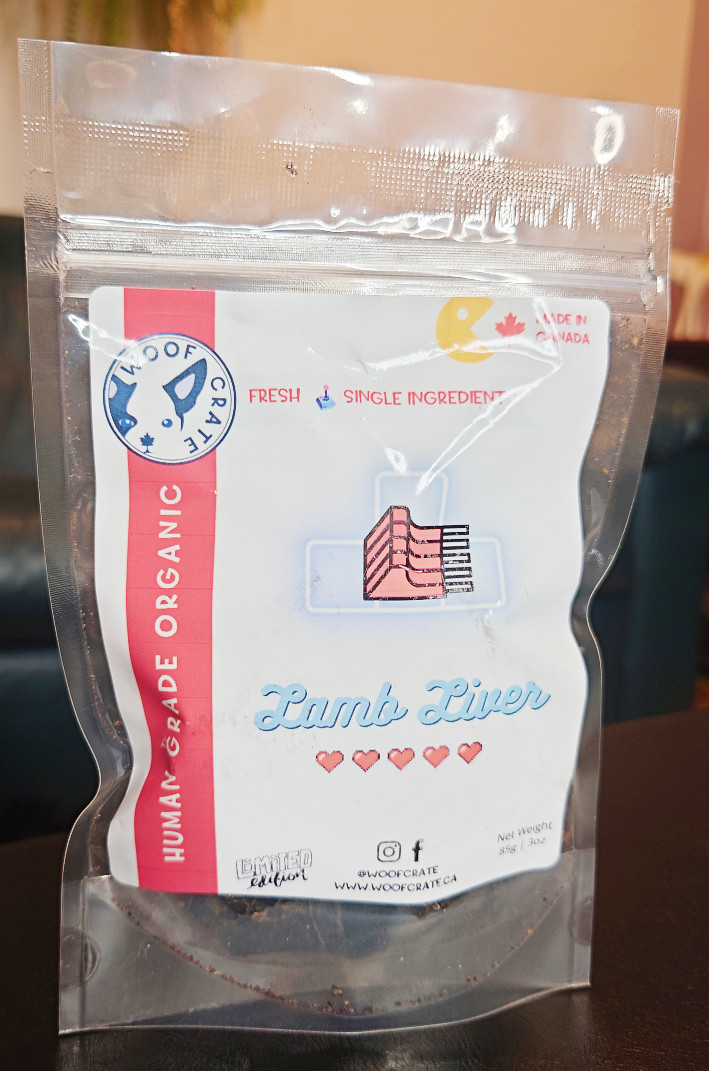 WOOF CRATE
MADE IN
CANADA
FRESH SINGLE INGREDIENT
HUMAN GRADE ORGANIC
Lamb Liver
LIMITED
edition
@WOOFCRATE
WWW.WOOFCRATE.CA
Net Weight
85g | 3oz